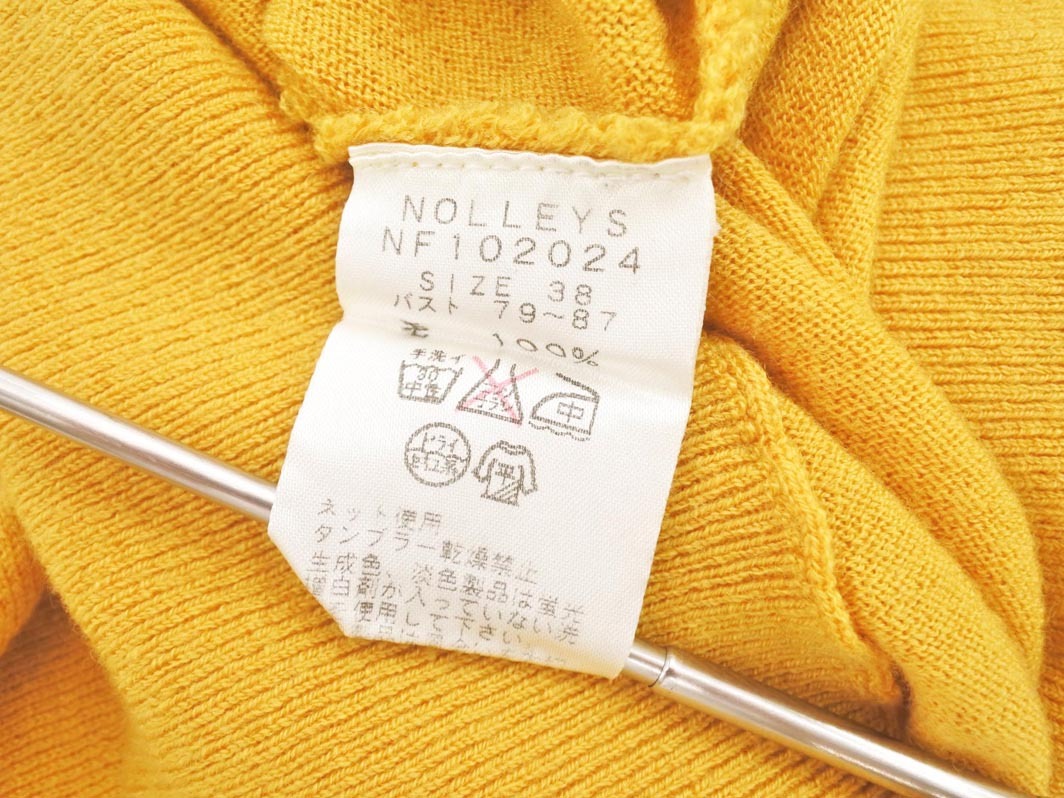 NOLLEYS
NF102024
SIZE 38
バスト 79~87
毛 100%
手洗イ
30
中性
中
ドライ
ネット使用
タンブラー乾燥禁止
生成色 淡色製品は蛍光
増白剤が入っていない洗
使用して下さい